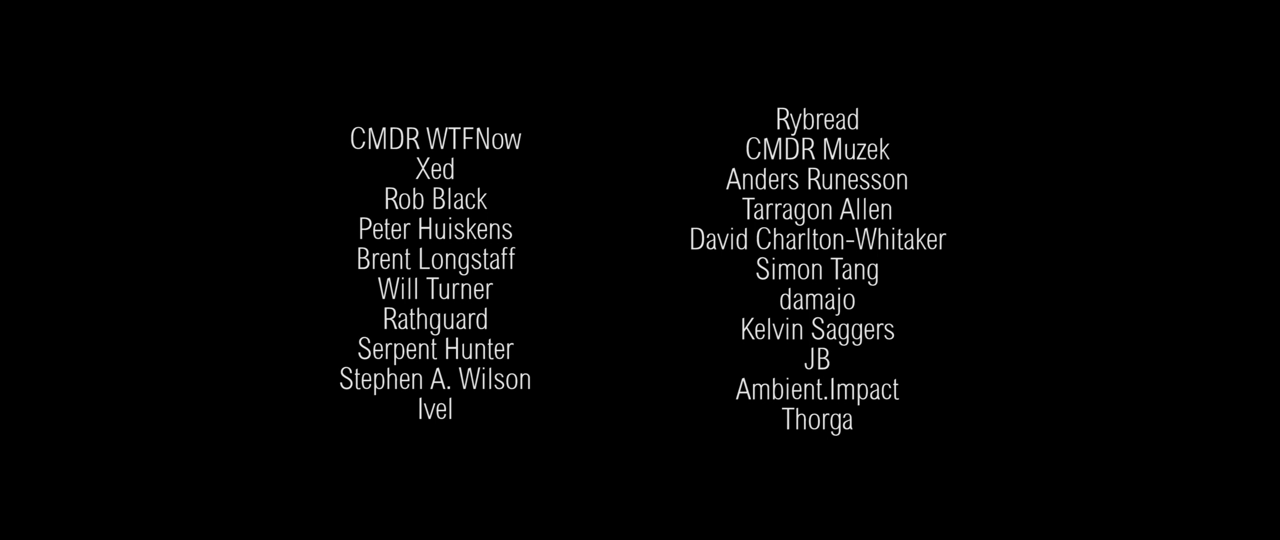 CMDR WTFNow
Xed
Rob Black
Peter Huiskens
Brent Longstaff
Will Turner
Rathguard
Serpent Hunter
Stephen A. Wilson
Ivel
Rybread
CMDR Muzek
Anders Runesson
Tarragon Allen
David Charlton-Whitaker
Simon Tang
damajo
Kelvin Saggers
JB
Ambient.Impact
Thorga